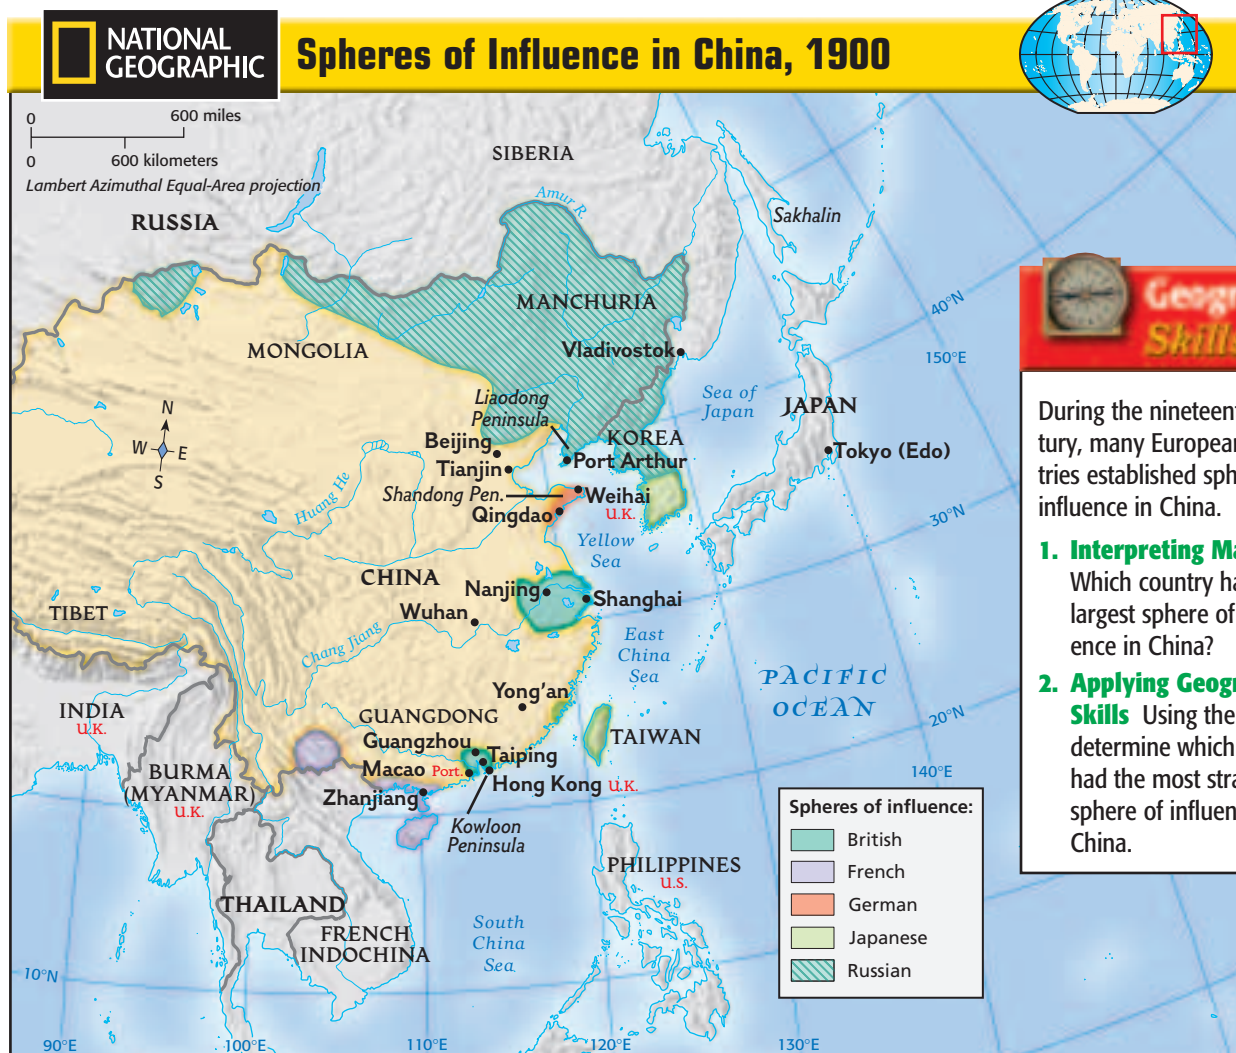 NATIONAL
GEOGRAPHIC
Spheres of Influence in China, 1900
0 600 miles
0 600 kilometers
Lambert Azimuthal Equal-Area projection
SIBERIA
RUSSIA
Amur R.
Sakhalin
MANCHURIA
MONGOLIA
Vladivostok
40°N
150°E
Sea of
Japan
JAPAN
Liaodong
Peninsula
N
W E
S
Beijing
KOREA
Tianjin
Port Arthur
Tokyo (Edo)
Huang He
Shandong Pen.
Weihai
U.K.
Qingdao
30°N
Yellow
Sea
CHINA
Nanjing
Shanghai
TIBET
Wuhan
Chang Jiang
East
China
Sea
PACIFIC
OCEAN
Yong'an
INDIA
U.K.
GUANGDONG
20°N
Guangzhou
Taiping
TAIWAN
Macao Port.
Hong Kong U.K.
140°E
BURMA
(MYANMAR)
U.K.
Zhanjiang
Kowloon
Peninsula
PHILIPPINES
U.S.
THAILAND
FRENCH
INDOCHINA
South
China
Sea
10°N
90°E
100°E
110°E
120°E
130°E
Spheres of influence:
British
French
German
Japanese
Russian
Geogr
Skills
During the nineteent
tury, many European
tries established sph
influence in China.
1. Interpreting Ma
Which country ha
largest sphere of
ence in China?
2. Applying Geogr
Skills Using the
determine which
had the most stra
sphere of influen
China.